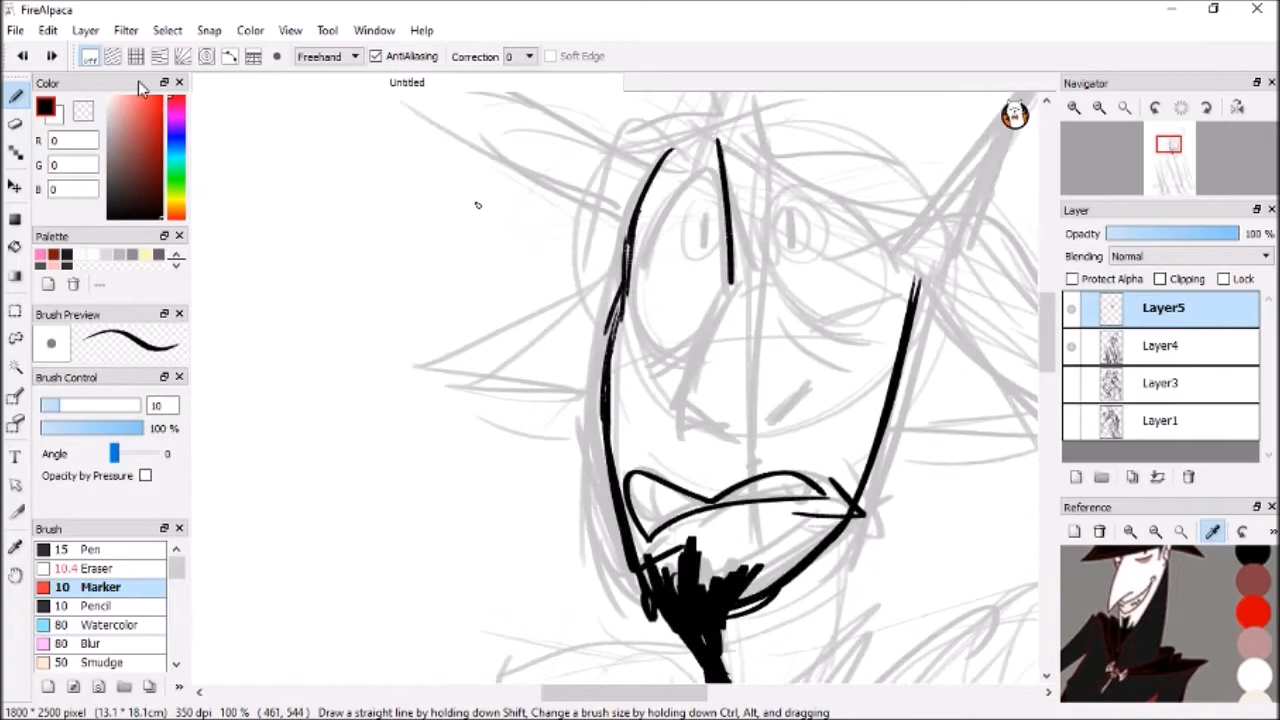 FireAlpaca
File Edit Layer Filter Select Snap Color View Tool Window Help
off Freehand AntiAliasing Correction 0 Soft Edge
Color
Untitled
Navigator
R 0
G 0
B 0
Layer
Opacity 100 %
Palette
Blending Normal
Protect Alpha Clipping Lock
Layer5
Brush Preview
Layer4
Brush Control
Layer3
10
100 %
Layer1
Angle 0
Opacity by Pressure
Reference
Brush
15 Pen
10.4 Eraser
10 Marker
10 Pencil
80 Watercolor
80 Blur
50 Smudge
1800 * 2500 pixel (13.1 * 18.1cm) 350 dpi 100 % ( 461, 544 ) Draw a straight line by holding down Shift, Change a brush size by holding down Ctrl, Alt, and dragging